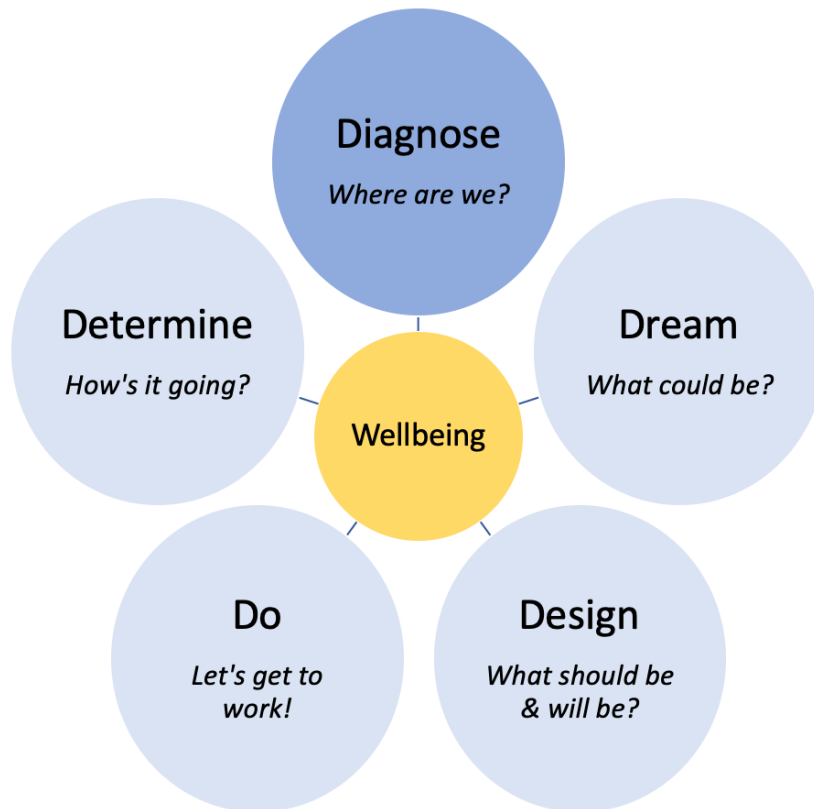 Diagnose
Where are we?
Determine
How's it going?
Dream
What could be?
Wellbeing
Do
Let's get to
work!
Design
What should be
& will be?